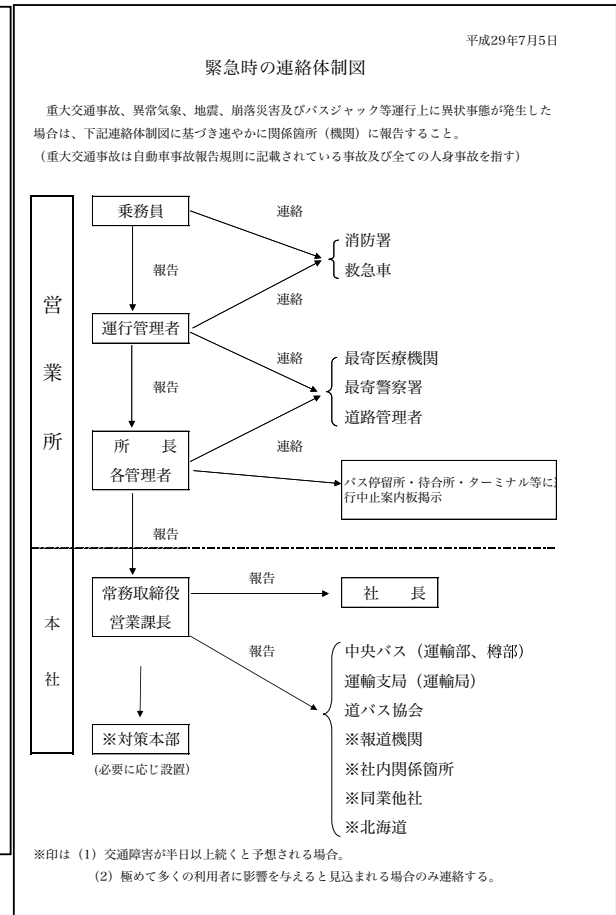 平成29年7月5日
緊急時の連絡体制図
重大交通事故、異常気象、地震、崩落災害及びバスジャック等運行上に異状事態が発生した
場合は、下記連絡体制図に基づき速やかに関係箇所（機関）に報告すること。
（重大交通事故は自動車事故報告規則に記載されている事故及び全ての人身事故を指す）
営業所
乗務員
連絡
消防署
救急車
報告
連絡
運行管理者
連絡
最寄医療機関
最寄警察署
道路管理者
報告
所　長
各管理者
連絡
バス停留所・待合所・ターミナル等に
行中止案内板掲示
報告
本社
常務取締役
営業課長
報告
社　長
報告
中央バス（運輸部、樽部）
運輸支局（運輸局）
道バス協会
※報道機関
※社内関係箇所
※同業他社
※北海道
※対策本部
(必要に応じ設置)
※印は（1）交通障害が半日以上続くと予想される場合。
（2）極めて多くの利用者に影響を与えると見込まれる場合のみ連絡する。